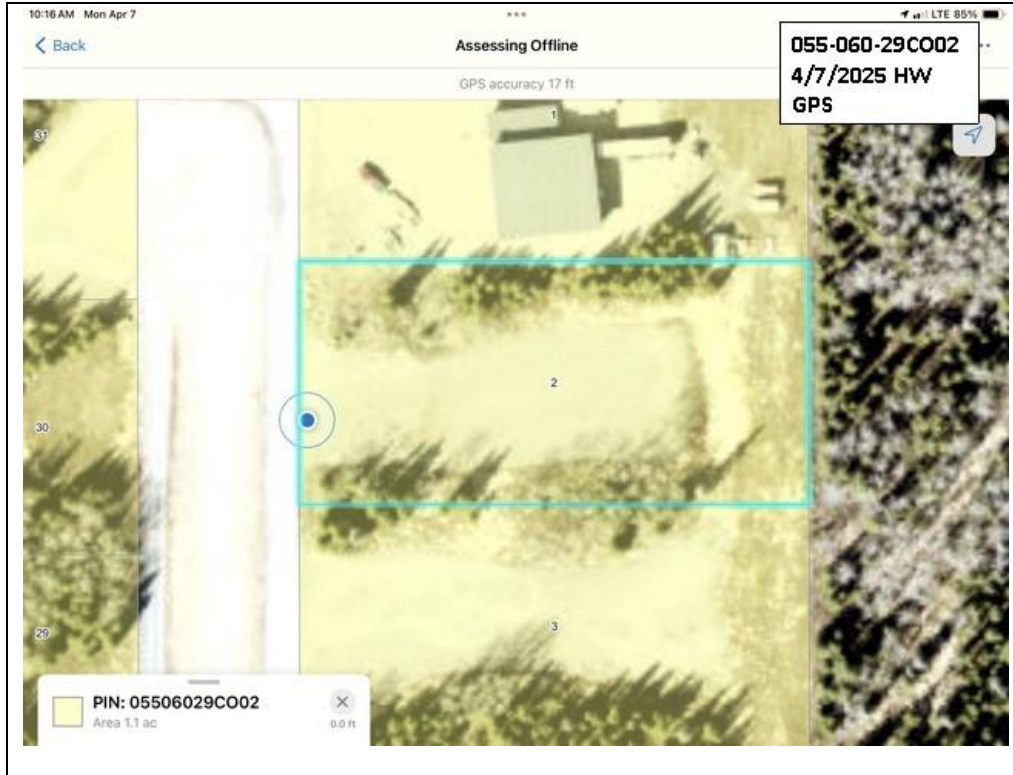 10:16 AM Mon Apr 7
LTE 85%
Back
Assessing Offline
055-060-29CO02
4/7/2025 HW
GPS
GPS accuracy 17 ft
1
31
2
30
3
29
PIN: 05506029CO02
Area 1.1 ac
0.0 ft